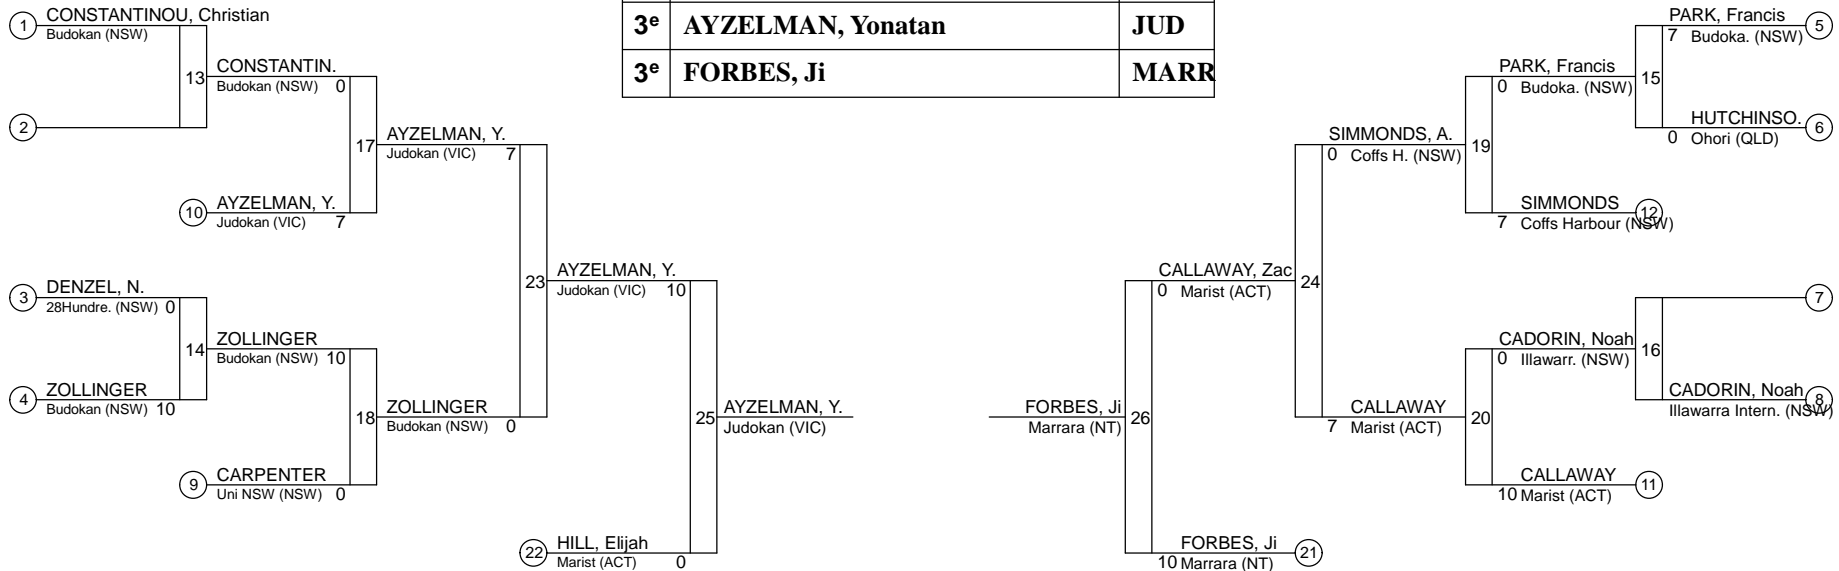 3e AYZELMAN, Yonatan JUD
3e FORBES, Ji MARR
1 CONSTANTINOU, Christian
Budokan (NSW)
13
2
CONSTANTIN.
Budokan (NSW) 0
17
10 AYZELMAN, Y.
Judokan (VIC) 7
AYZELMAN, Y.
Judokan (VIC) 7
3 DENZEL, N.
28Hundre. (NSW) 0
14
4 ZOLLINGER
Budokan (NSW) 10
ZOLLINGER
Budokan (NSW) 10
18
9 CARPENTER
Uni NSW (NSW) 0
ZOLLINGER
Budokan (NSW) 0
23
AYZELMAN, Y.
Judokan (VIC) 10
25
22 HILL, Elijah
Marist (ACT) 0
AYZELMAN, Y.
Judokan (VIC)
PARK, Francis 5
7 Budoka. (NSW)
15
HUTCHINSO. 6
0 Ohori (QLD)
PARK, Francis
0 Budoka. (NSW)
19
SIMMONDS 12
7 Coffs Harbour (NSW)
SIMMONDS, A.
0 Coffs H. (NSW)
24
7
16
CADORIN, Noah 8
Illawarra Intern. (NSW)
CADORIN, Noah
0 Illawarr. (NSW)
20
CALLAWAY 11
10 Marist (ACT)
CALLAWAY
7 Marist (ACT)
CALLAWAY, Zac
0 Marist (ACT)
26
FORBES, Ji 21
10 Marrara (NT)
FORBES, Ji
Marrara (NT)